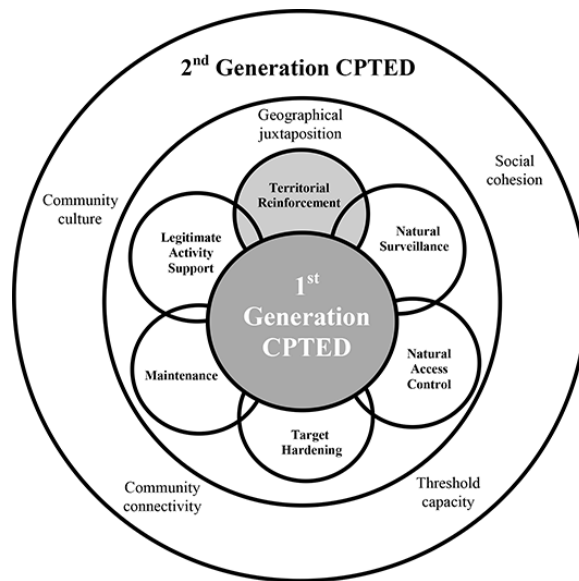 2nd Generation CPTED
Geographical
juxtaposition
Social
cohesion
Community
culture
Territorial
Reinforcement
Legitimate
Activity
Support
Natural
Surveillance
1st
Generation
CPTED
Maintenance
Natural
Access
Control
Target
Hardening
Community
connectivity
Threshold
capacity